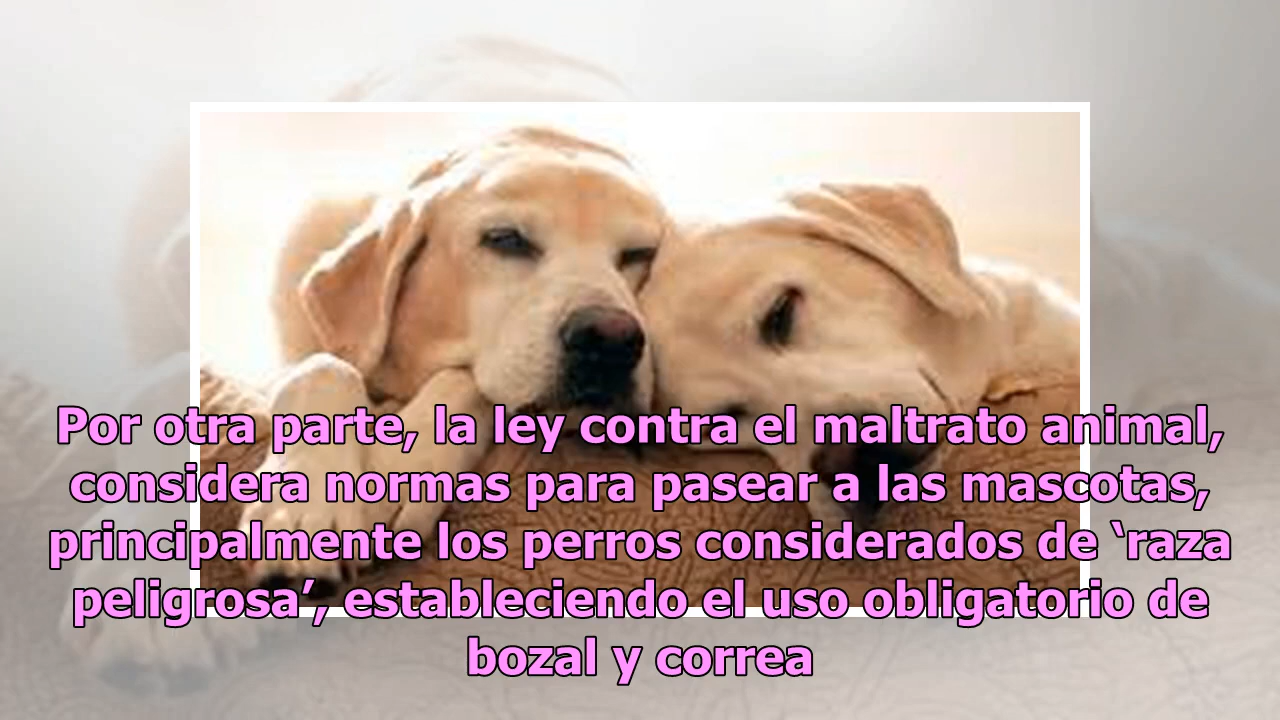 Por otra parte, la ley contra el maltrato animal,
considera normas para pasear a las mascotas,
principalmente los perros considerados de ‘raza
peligrosa’, estableciendo el uso obligatorio de
bozal y correa